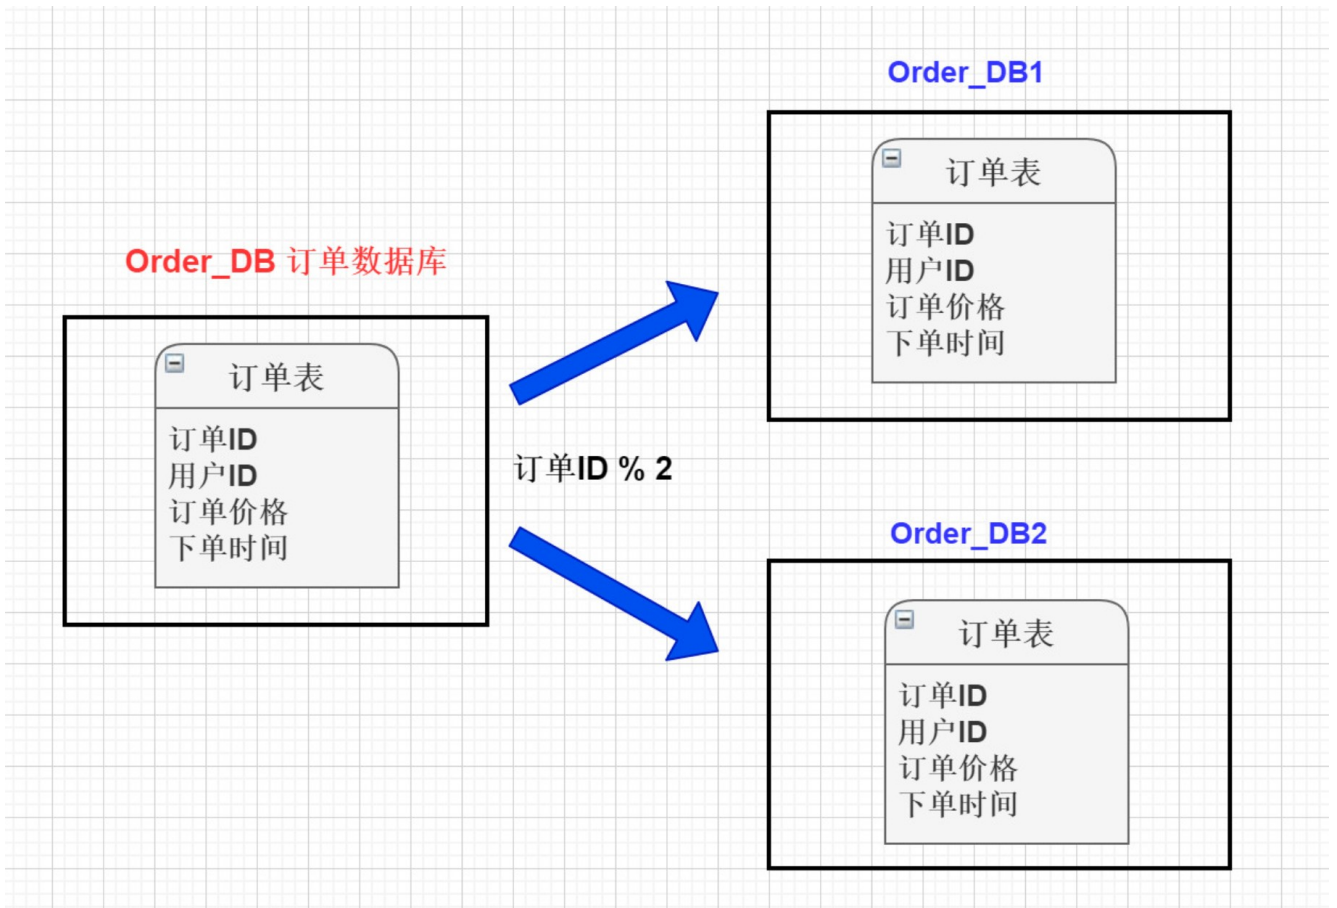 Order_DB 订单数据库
订单表
订单ID
用户ID
订单价格
下单时间
订单ID % 2
Order_DB1
订单表
订单ID
用户ID
订单价格
下单时间
Order_DB2
订单表
订单ID
用户ID
订单价格
下单时间